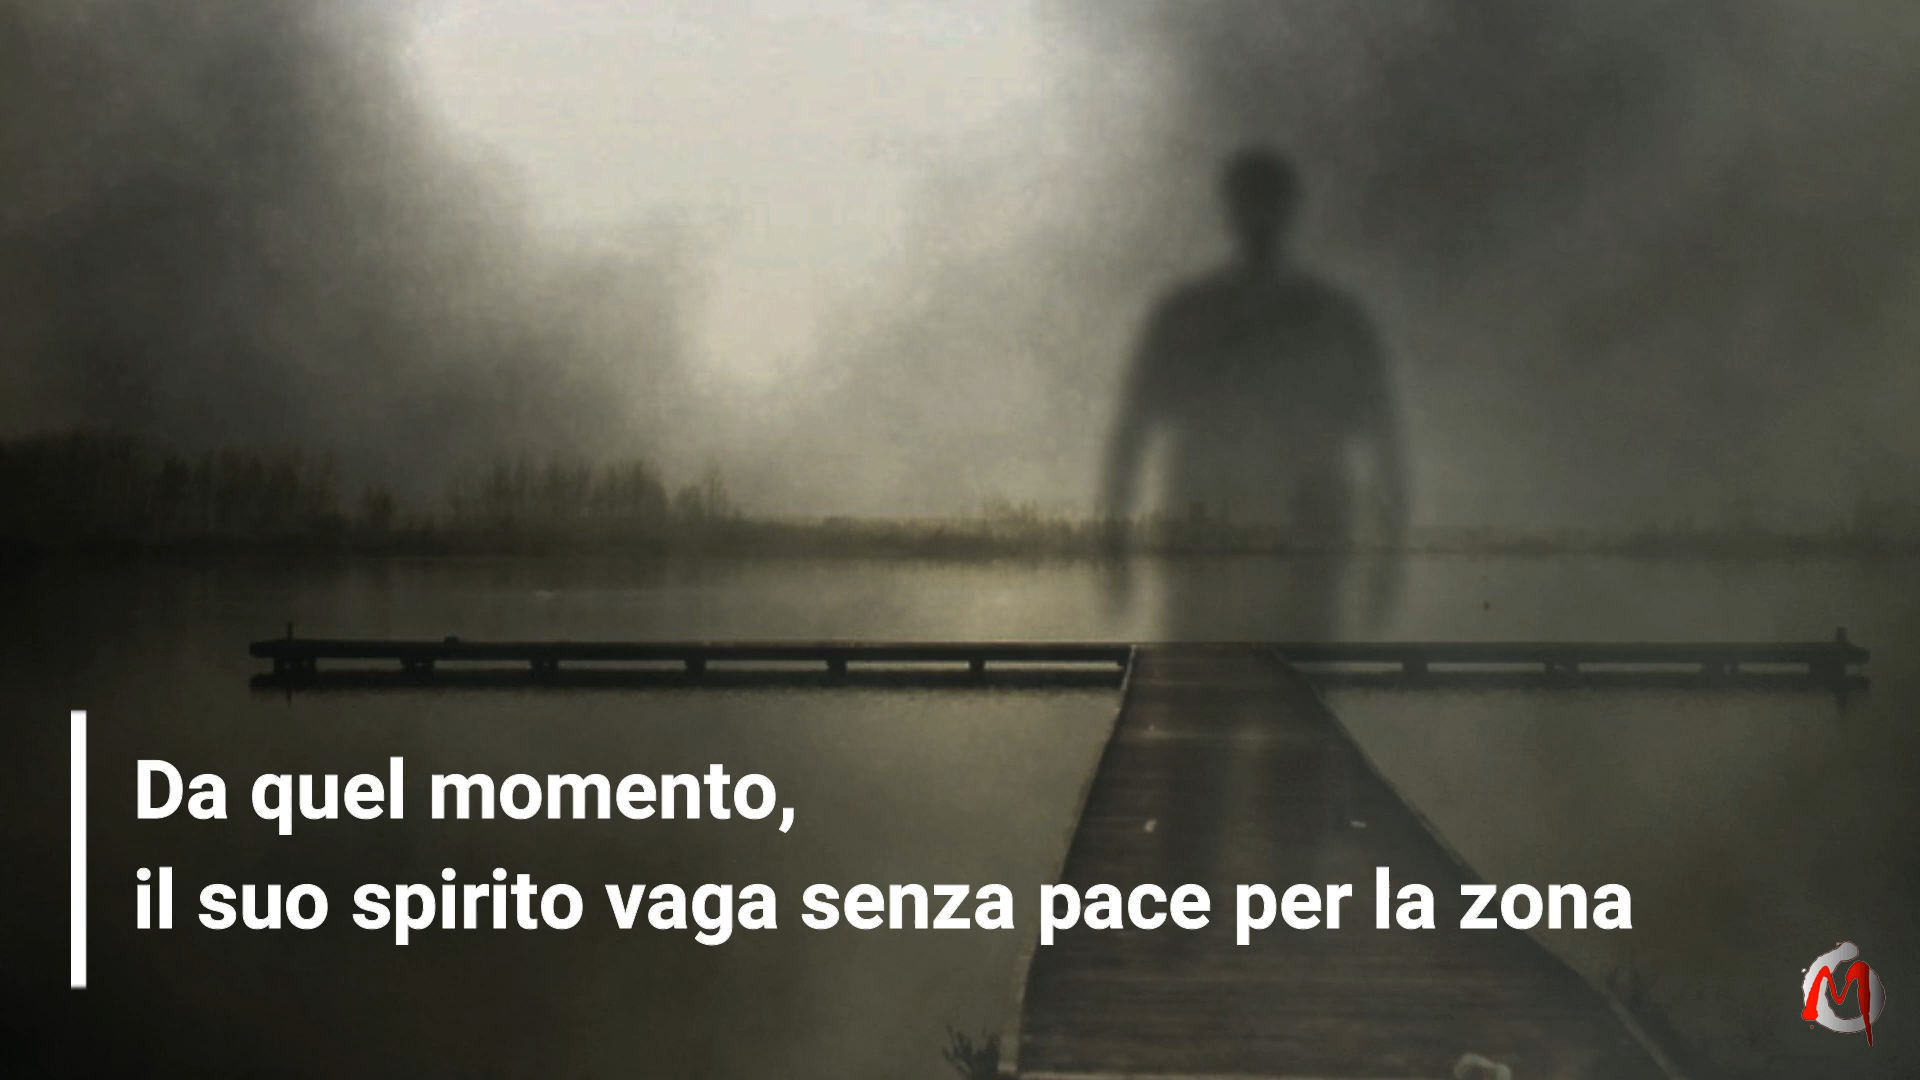 Da quel momento,
il suo spirito vaga senza pace per la zona
M